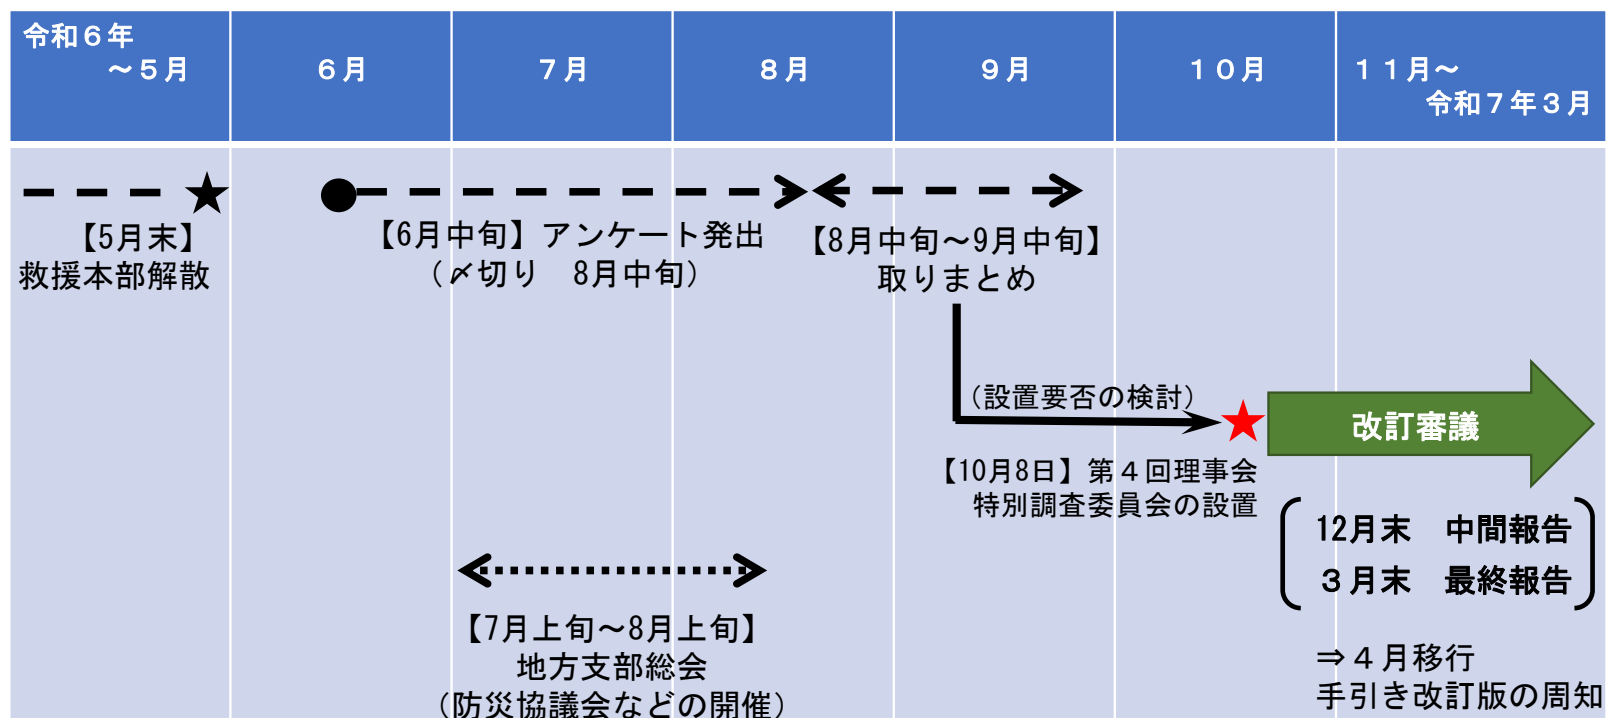 令和６年
～５月
６月
７月
８月
９月
１０月
１１月～
令和７年３月
【5月末】
救援本部解散
【6月中旬】アンケート発出
（〆切り　8月中旬）
【8月中旬～9月中旬】
取りまとめ
（設置要否の検討）
改訂審議
【10月8日】第４回理事会
特別調査委員会の設置
12月末　中間報告
３月末　最終報告
【7月上旬～8月上旬】
地方支部総会
（防災協議会などの開催）
⇒４月移行
手引き改訂版の周知